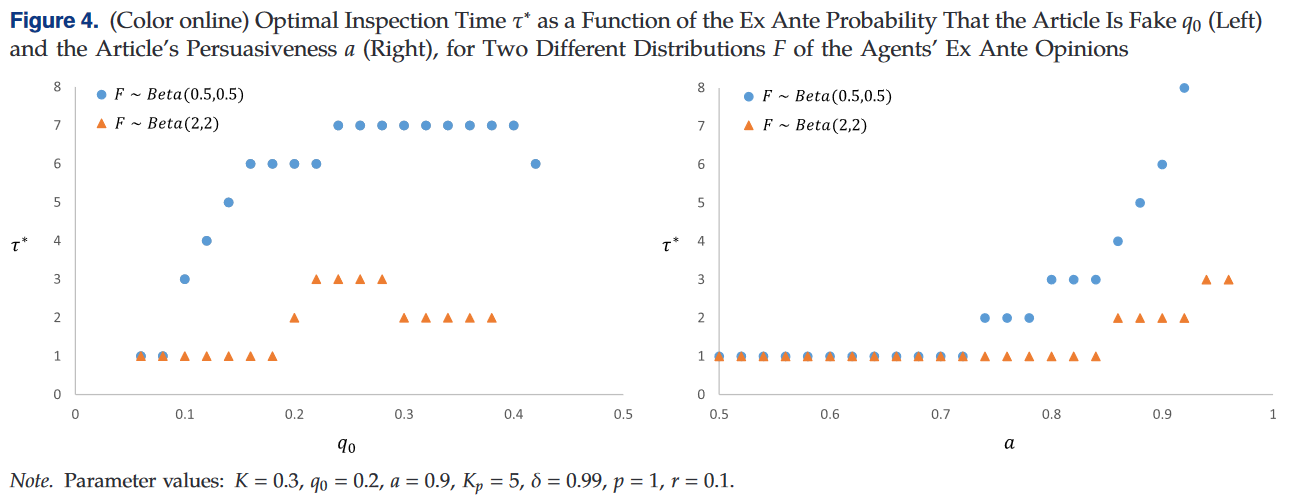 Figure 4. (Color online) Optimal Inspection Time τ* as a Function of the Ex Ante Probability That the Article Is Fake q₀ (Left)
and the Article's Persuasiveness a (Right), for Two Different Distributions F of the Agents' Ex Ante Opinions
8
7
6
5
4
3
2
1
0
τ*
F ~ Beta(0.5,0.5)
F ~ Beta(2,2)
0 0.1 0.2 0.3 0.4 0.5
q₀
8
7
6
5
4
3
2
1
0
τ*
F ~ Beta(0.5,0.5)
F ~ Beta(2,2)
0.5 0.6 0.7 0.8 0.9 1
a
Note. Parameter values: K = 0.3, q₀ = 0.2, a = 0.9, Kₚ = 5, δ = 0.99, p = 1, r = 0.1.